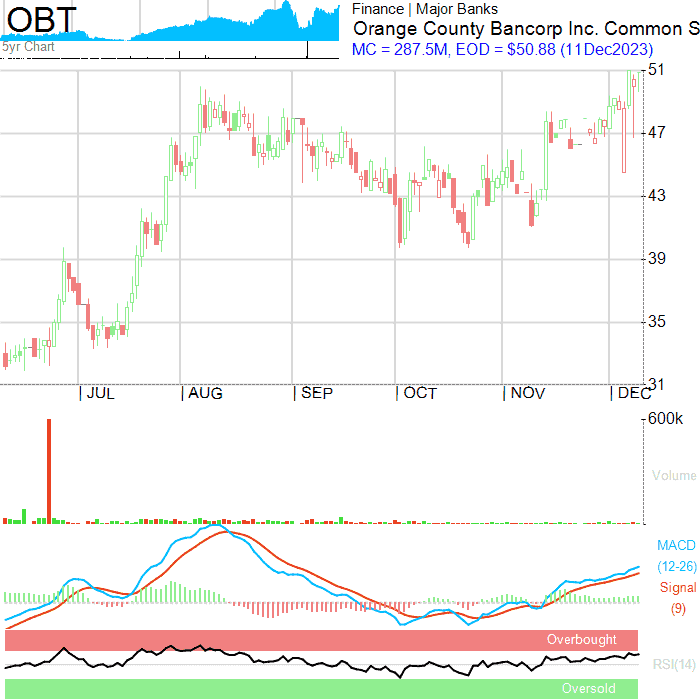 OBT
5yr Chart
Finance | Major Banks
Orange County Bancorp Inc. Common S
MC = 287.5M, EOD = $50.88 (11Dec2023)
51
47
43
39
35
31
JUL AUG SEP OCT NOV DEC
600k
Volume
MACD
(12-26)
Signal
(9)
Overbought
RSI(14)
Oversold